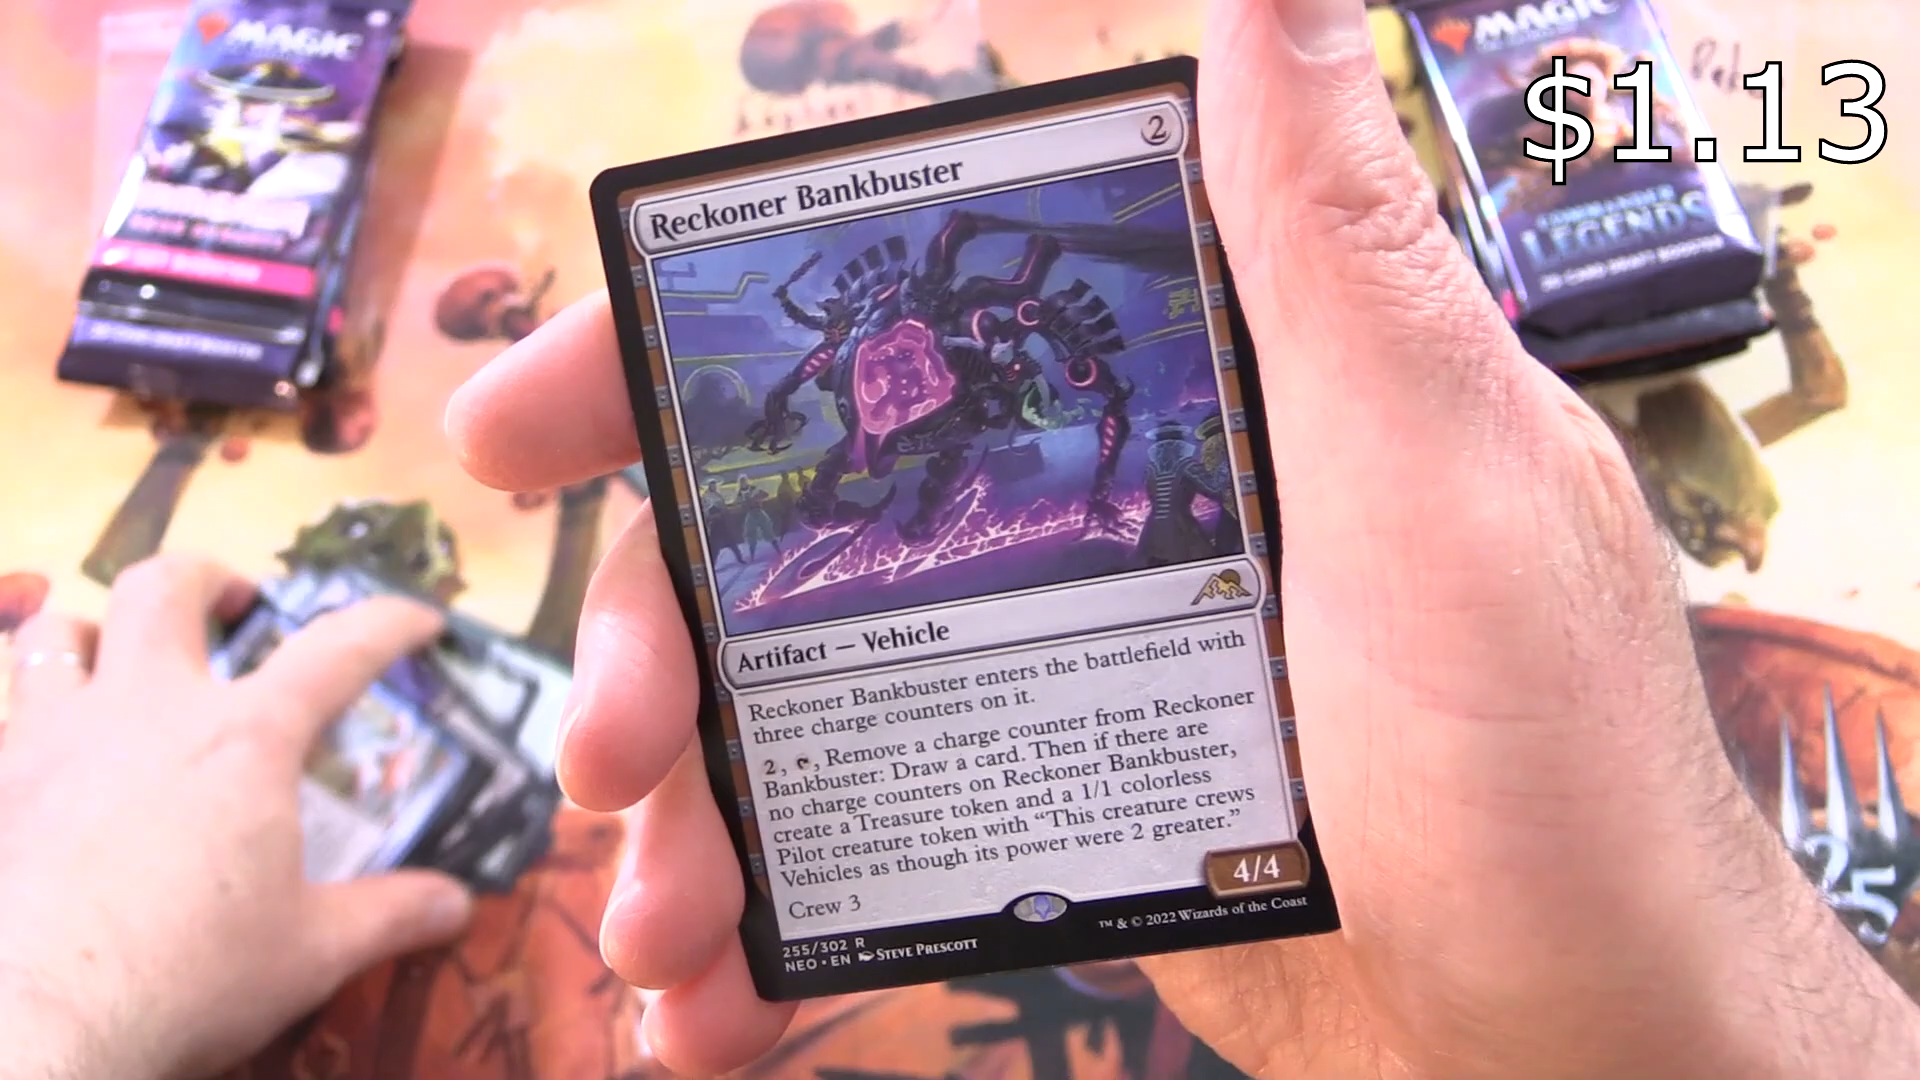 MAGIC
MAGIC
$1.13
LEGENDS
Reckoner Bankbuster
2
Artifact — Vehicle
Reckoner Bankbuster enters the battlefield with
three charge counters on it.
2, , Remove a charge counter from Reckoner
Bankbuster: Draw a card. Then if there are
no charge counters on Reckoner Bankbuster,
create a Treasure token and a 1/1 colorless
Pilot creature token with “This creature crews
Vehicles as though its power were 2 greater.”
Crew 3
4/4
255/302 R
NEO • EN STEVE PRESCOTT
™ & © 2022 Wizards of the Coast
25